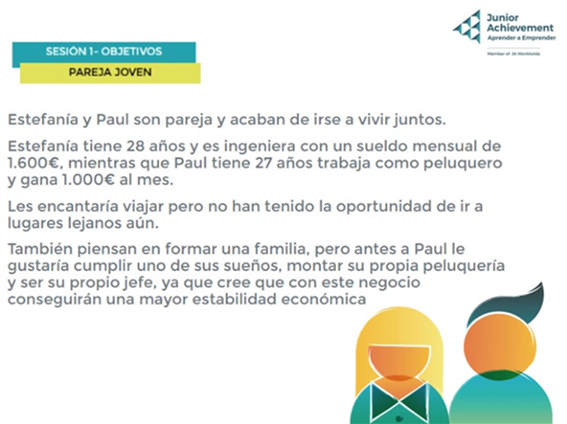 Junior
Achievement
Aprender a Emprender
Member of JA Worldwide
SESIÓN 1- OBJETIVOS
PAREJA JOVEN
Estefanía y Paul son pareja y acaban de irse a vivir juntos.
Estefanía tiene 28 años y es ingeniera con un sueldo mensual de
1.600€, mientras que Paul tiene 27 años trabaja como peluquero
y gana 1.000€ al mes.
Les encantaría viajar pero no han tenido la oportunidad de ir a
lugares lejanos aún.
También piensan en formar una familia, pero antes a Paul le
gustaría cumplir uno de sus sueños, montar su propia peluquería
y ser su propio jefe, ya que cree que con este negocio
conseguirán una mayor estabilidad económica